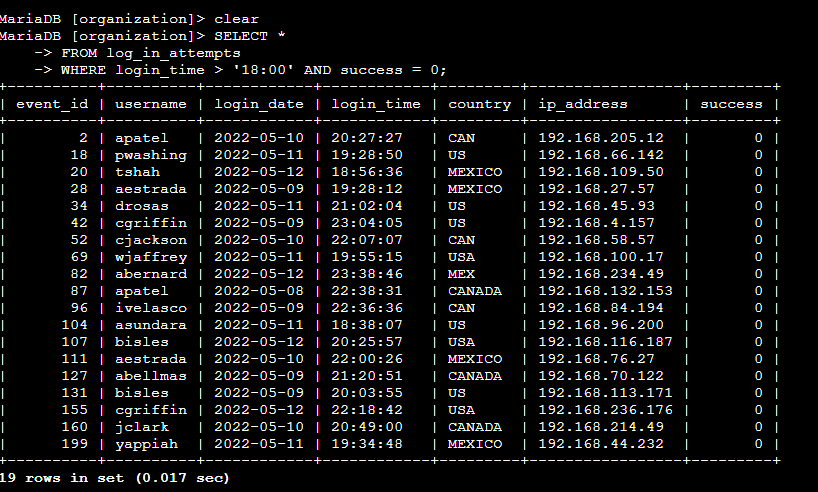 MariaDB [organization]> clear
MariaDB [organization]> SELECT *
    -> FROM log_in_attempts
    -> WHERE login_time > '18:00' AND success = 0;
+----------+----------+------------+------------+---------+-----------------+---------+
| event_id | username | login_date | login_time | country | ip_address      | success |
+----------+----------+------------+------------+---------+-----------------+---------+
|        2 | apatel   | 2022-05-10 | 20:27:27   | CAN     | 192.168.205.12  |       0 |
|       18 | pwashing | 2022-05-11 | 19:28:50   | US      | 192.168.66.142  |       0 |
|       20 | tshah    | 2022-05-12 | 18:56:36   | MEXICO  | 192.168.109.50  |       0 |
|       28 | aestrada | 2022-05-09 | 19:28:12   | MEXICO  | 192.168.27.57   |       0 |
|       34 | drosas   | 2022-05-11 | 21:02:04   | US      | 192.168.45.93   |       0 |
|       42 | cgriffin | 2022-05-09 | 23:04:05   | US      | 192.168.4.157   |       0 |
|       52 | cjackson | 2022-05-10 | 22:07:07   | CAN     | 192.168.58.57   |       0 |
|       69 | wjaffrey | 2022-05-11 | 19:55:15   | USA     | 192.168.100.17  |       0 |
|       82 | abernard | 2022-05-12 | 23:38:46   | MEX     | 192.168.234.49  |       0 |
|       87 | apatel   | 2022-05-08 | 22:38:31   | CANADA  | 192.168.132.153 |       0 |
|       96 | ivelasco | 2022-05-09 | 22:36:36   | CAN     | 192.168.84.194  |       0 |
|      104 | asundara | 2022-05-11 | 18:38:07   | US      | 192.168.96.200  |       0 |
|      107 | bisles   | 2022-05-12 | 20:25:57   | USA     | 192.168.116.187 |       0 |
|      111 | aestrada | 2022-05-10 | 22:00:26   | MEXICO  | 192.168.76.27   |       0 |
|      127 | abellmas | 2022-05-09 | 21:20:51   | CANADA  | 192.168.70.122  |       0 |
|      131 | bisles   | 2022-05-09 | 20:03:55   | US      | 192.168.113.171 |       0 |
|      155 | cgriffin | 2022-05-12 | 22:18:42   | USA     | 192.168.236.176 |       0 |
|      160 | jclark   | 2022-05-10 | 20:49:00   | CANADA  | 192.168.214.49  |       0 |
|      199 | yappiah  | 2022-05-11 | 19:34:48   | MEXICO  | 192.168.44.232  |       0 |
+----------+----------+------------+------------+---------+-----------------+---------+
19 rows in set (0.017 sec)